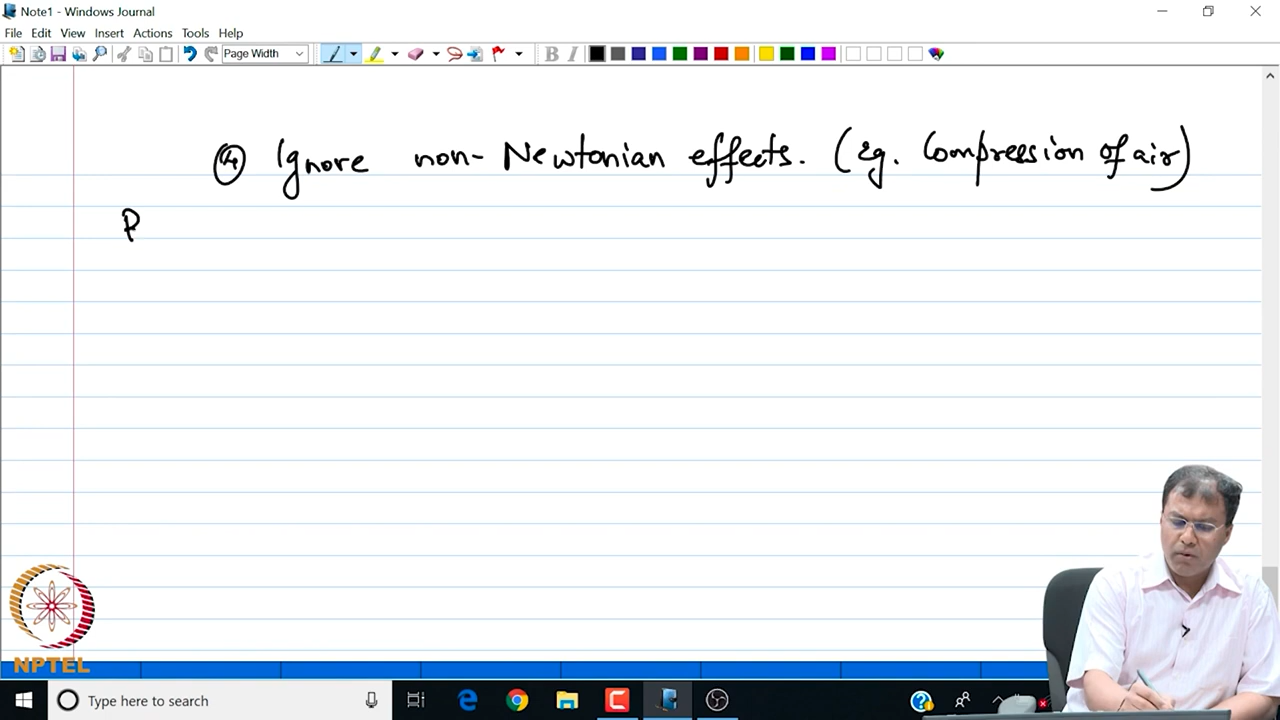 Note1 - Windows Journal
File Edit View Insert Actions Tools Help
Page Width B I
④ Ignore non-Newtonian effects. (eg. Compression of air)
P
NPTEL
Type here to search